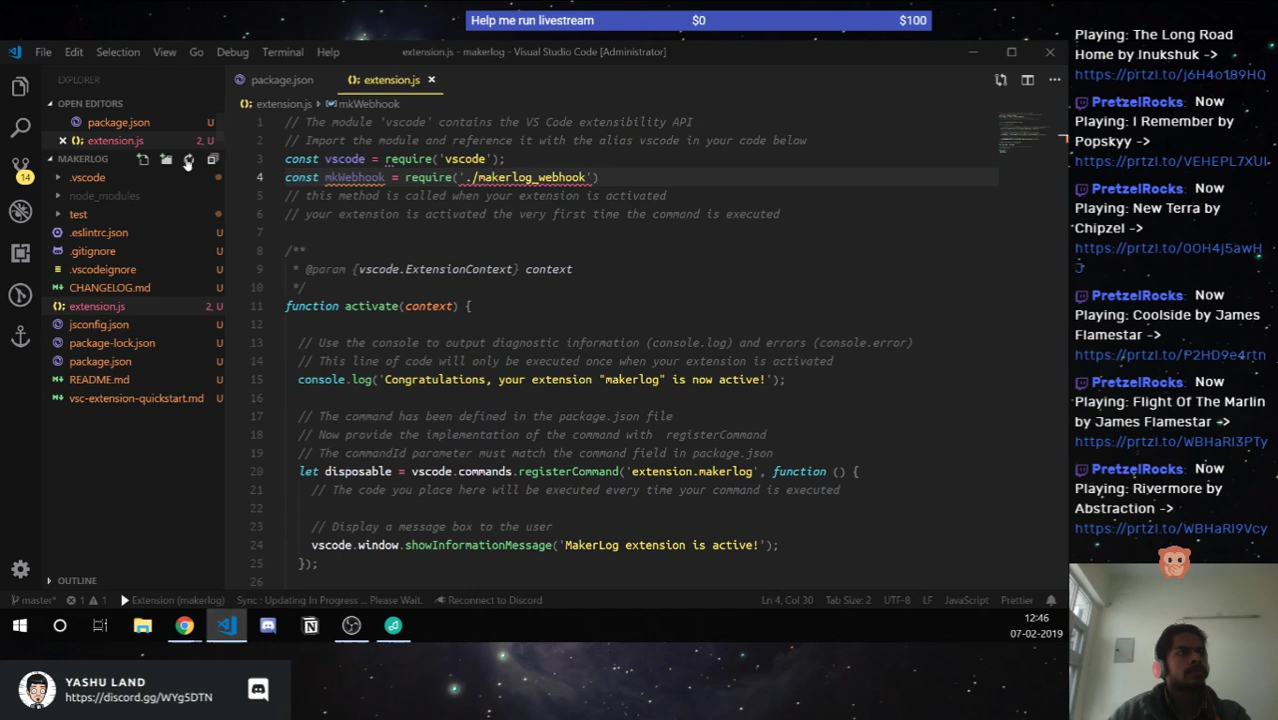 Help me run livestream $0 $100
File Edit Selection View Go Debug Terminal Help extension.js - makerlog - Visual Studio Code [Administrator]
EXPLORER
OPEN EDITORS
package.json U
extension.js 2, U
MAKERLOG
14
.vscode
node_modules
test
.eslintrc.json U
.gitignore U
.vscodeignore U
CHANGELOG.md U
extension.js 2, U
jsconfig.json U
package-lock.json U
package.json U
README.md U
vsc-extension-quickstart.md U
OUTLINE
package.json extension.js
extension.js › mkWebhook
1 // The module 'vscode' contains the VS Code extensibility API
2 // Import the module and reference it with the alias vscode in your code below
3 const vscode = require('vscode');
4 const mkWebhook = require('./makerlog_webhook')
5 // this method is called when your extension is activated
6 // your extension is activated the very first time the command is executed
7
8 /**
9 * @param {vscode.ExtensionContext} context
10 */
11 function activate(context) {
12
13 // Use the console to output diagnostic information (console.log) and errors (console.error)
14 // This line of code will only be executed once when your extension is activated
15 console.log('Congratulations, your extension "makerlog" is now active!');
16
17 // The command has been defined in the package.json file
18 // Now provide the implementation of the command with registerCommand
19 // The commandId parameter must match the command field in package.json
20 let disposable = vscode.commands.registerCommand('extension.makerlog', function () {
21 // The code you place here will be executed every time your command is executed
22
23 // Display a message box to the user
24 vscode.window.showInformationMessage('MakerLog extension is active!');
25 });
26
master* 1 1 Extension (makerlog) Sync : Updating In Progress ... Please Wait. Reconnect to Discord Ln 4, Col 30 Tab Size: 2 UTF-8 LF JavaScript Prettier
12:46
07-02-2019
YASHU LAND
https://discord.gg/WYg5DTN
Playing: The Long Road
Home by Inukshuk ->
https://prtzl.to/j6H4o189HQ
PretzelRocks: Now
Playing: I Remember by
Popskyy ->
https://prtzl.to/VEHEPL7XUI
PretzelRocks: Now
Playing: New Terra by
Chipzel ->
https://prtzl.to/0OH4j5awH
J
PretzelRocks: Now
Playing: Coolside by James
Flamestar ->
https://prtzl.to/P2HD9e4rtn
PretzelRocks: Now
Playing: Flight Of The Marlin
by James Flamestar ->
https://prtzl.to/WBHaRI3PTy
PretzelRocks: Now
Playing: Rivermore by
Abstraction ->
https://prtzl.to/WBHaRI9Vcy